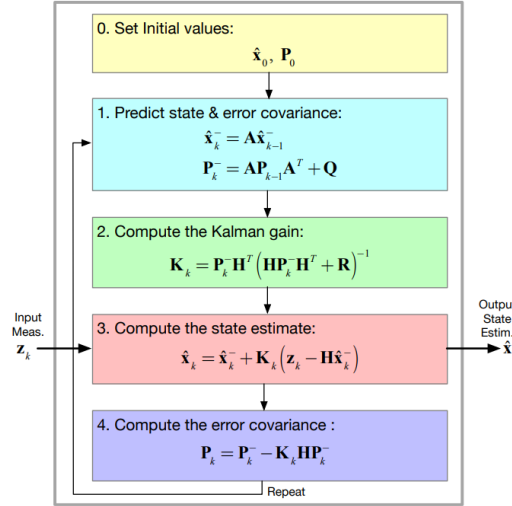 0. Set Initial values:
x̂₀, P₀
1. Predict state & error covariance:
x̂ₖ⁻ = Ax̂ₖ₋₁⁻
Pₖ⁻ = APₖ₋₁Aᵀ + Q
2. Compute the Kalman gain:
Kₖ = Pₖ⁻Hᵀ(HPₖ⁻Hᵀ + R)⁻¹
Input
Meas.
zₖ
3. Compute the state estimate:
x̂ₖ = x̂ₖ⁻ + Kₖ(zₖ − Hx̂ₖ⁻)
Output
State
Estim.
x̂
4. Compute the error covariance :
Pₖ = Pₖ⁻ − KₖHPₖ⁻
Repeat